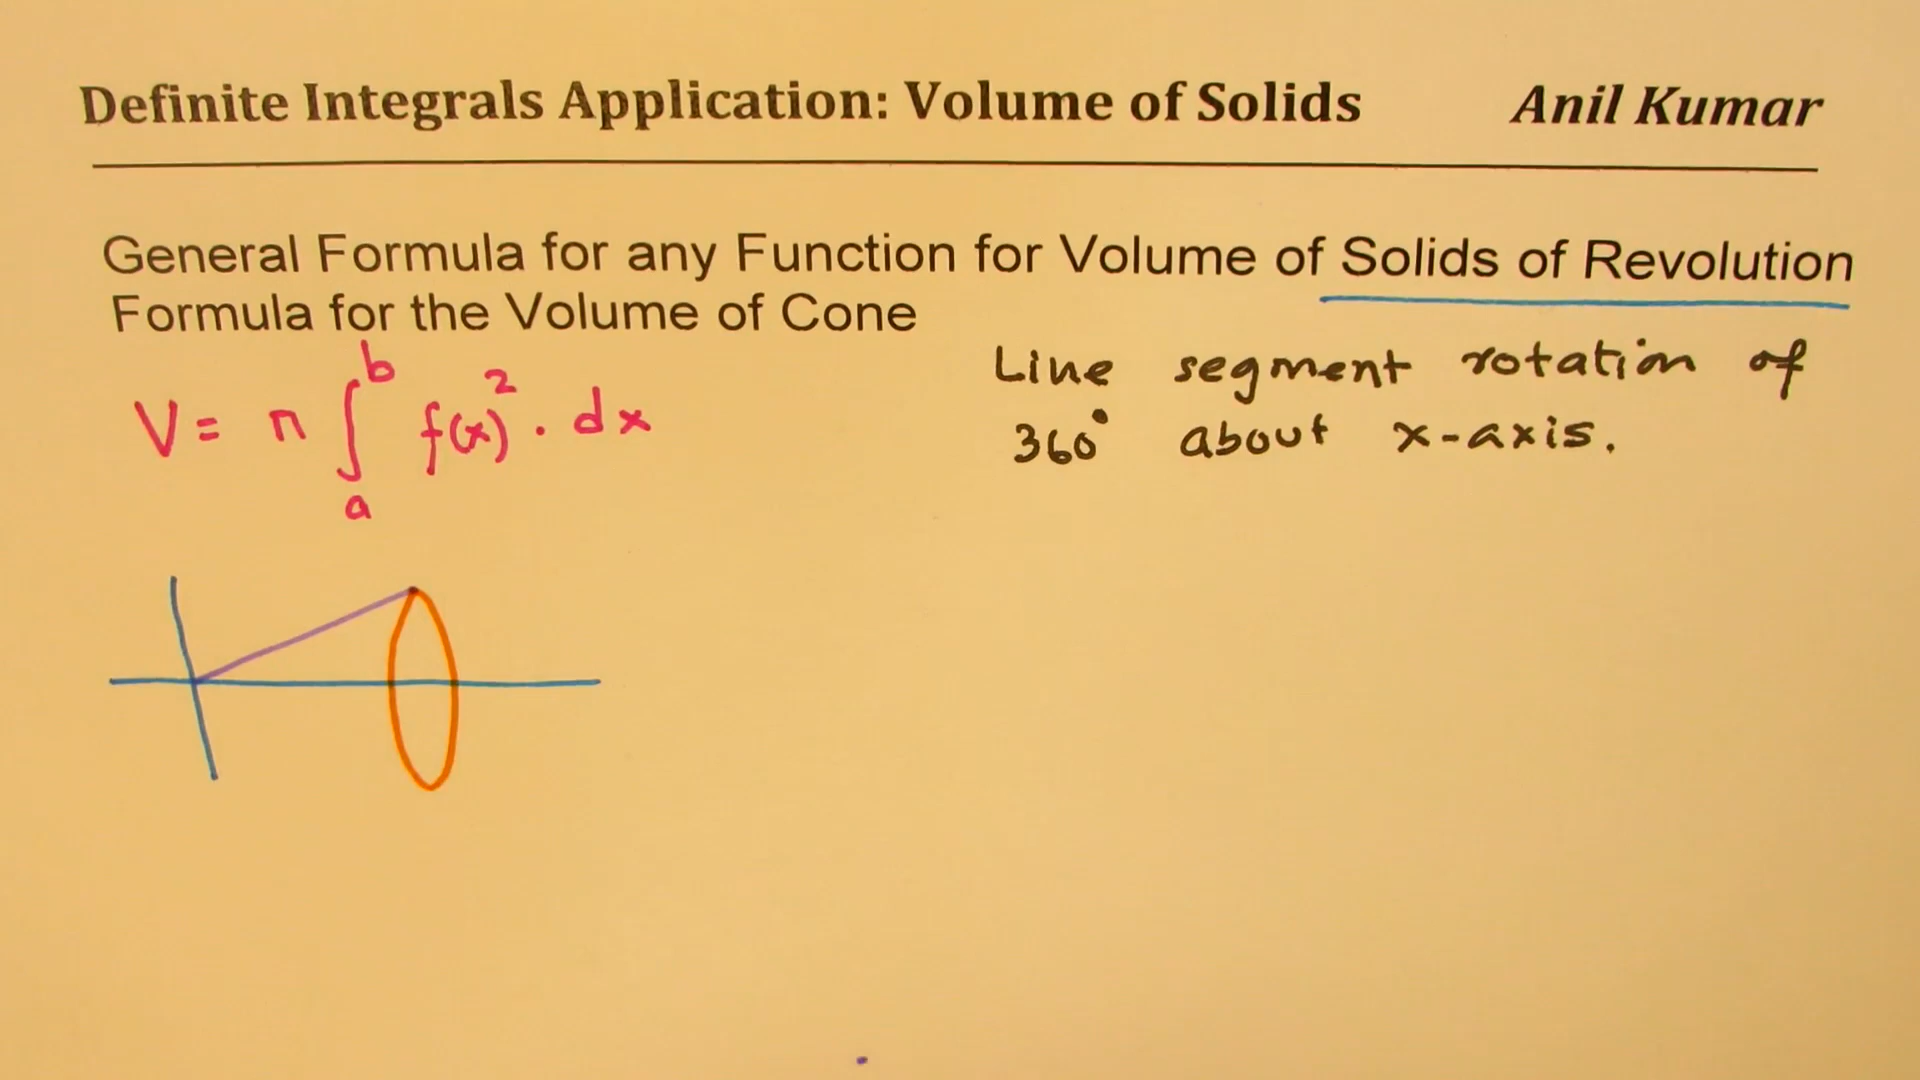 Definite Integrals Application: Volume of Solids Anil Kumar
General Formula for any Function for Volume of Solids of Revolution
Formula for the Volume of Cone
V = π ∫_a^b f(x)² · dx
Line segment rotation of
360° about x-axis.